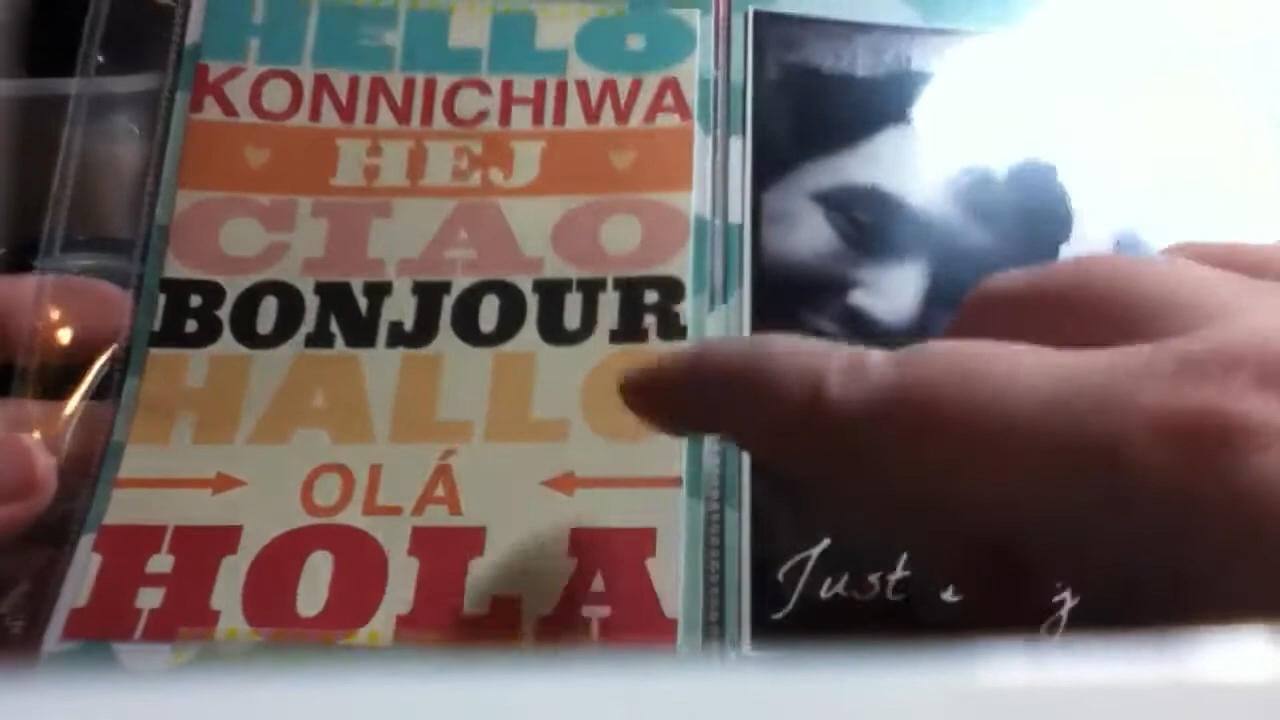 HELLO
KONNICHIWA
HEJ
CIAO
BONJOUR
HALLO
OLÁ
HOLA
Just